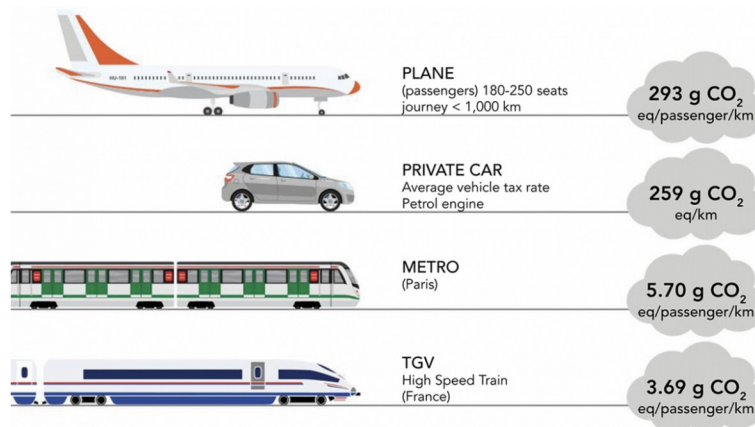 PLANE
(passengers) 180-250 seats
journey < 1,000 km
293 g CO₂
eq/passenger/km
PRIVATE CAR
Average vehicle tax rate
Petrol engine
259 g CO₂
eq/km
METRO
(Paris)
5.70 g CO₂
eq/passenger/km
TGV
High Speed Train
(France)
3.69 g CO₂
eq/passenger/km